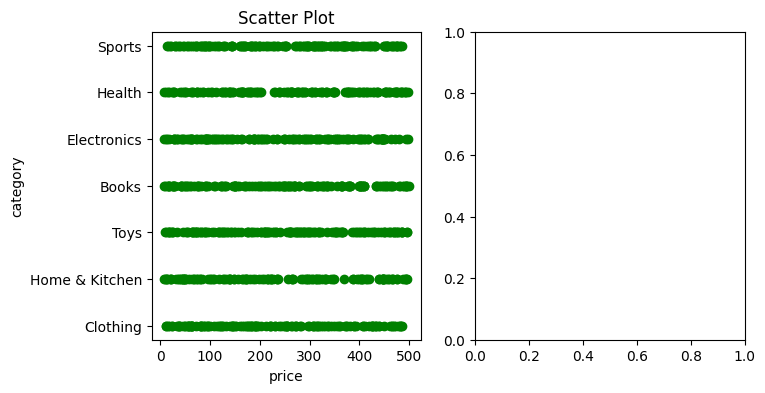 Scatter Plot
category
Sports
Health
Electronics
Books
Toys
Home & Kitchen
Clothing
0 100 200 300 400 500
price
1.0
0.8
0.6
0.4
0.2
0.0
0.0 0.2 0.4 0.6 0.8 1.0